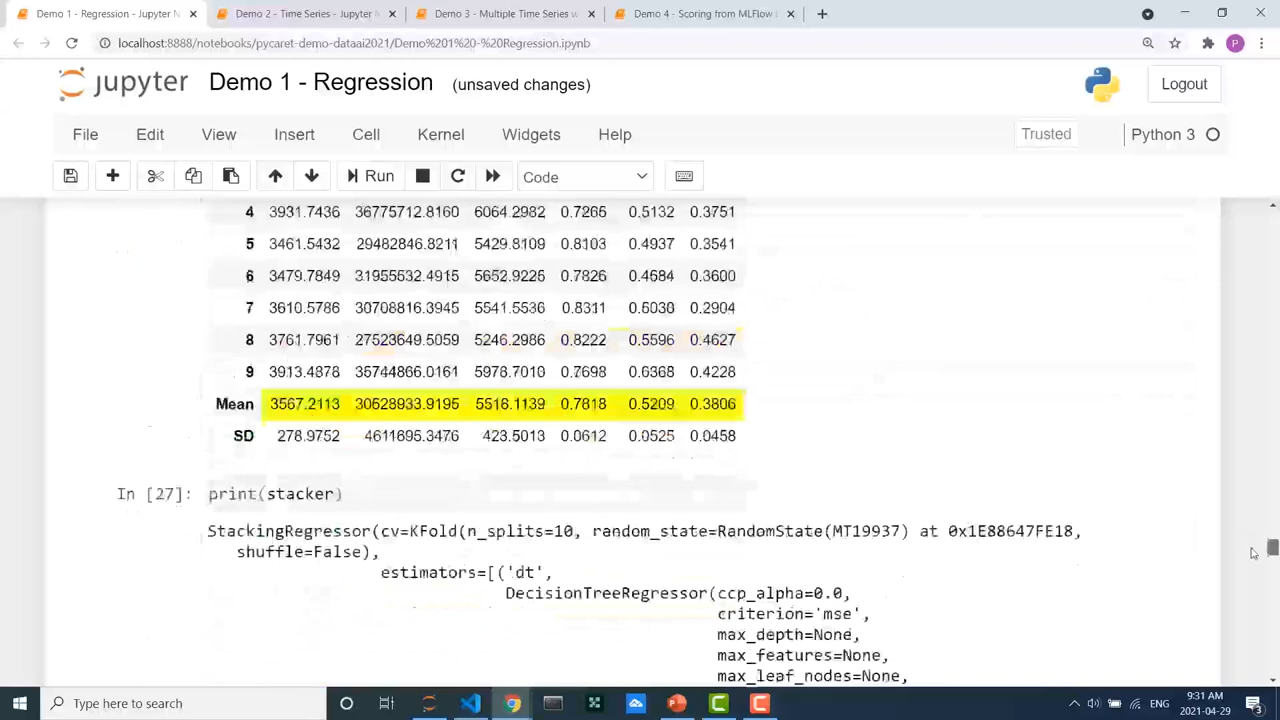 Demo 1 - Regression - Jupyter N
Demo 2 - Time Series - Jupyter N
Demo 3 - Multiple Time Series w
Demo 4 - Scoring from MLFlow
localhost:8888/notebooks/pycaret-demo-dataai2021/Demo%201%20-%20Regression.ipynb
jupyter Demo 1 - Regression (unsaved changes)
Logout
File Edit View Insert Cell Kernel Widgets Help
Trusted
Python 3
Run
Code
4 3931.7436 36775712.8160 6064.2982 0.7265 0.5132 0.3751
5 3461.5432 29482846.8211 5429.8109 0.8103 0.4937 0.3541
6 3479.7849 31955532.4915 5652.9225 0.7826 0.4684 0.3600
7 3610.5786 30708816.3945 5541.5536 0.8311 0.5030 0.2904
8 3761.7961 27523649.5059 5246.2986 0.8222 0.5596 0.4627
9 3913.4878 35744866.0161 5978.7010 0.7698 0.6368 0.4228
Mean 3567.2113 30528933.9195 5516.1139 0.7818 0.5209 0.3806
SD 278.9752 4611695.3476 423.5013 0.0612 0.0525 0.0458
In [27]: print(stacker)
StackingRegressor(cv=KFold(n_splits=10, random_state=RandomState(MT19937) at 0x1E88647FE18,
shuffle=False),
estimators=[('dt',
DecisionTreeRegressor(ccp_alpha=0.0,
criterion='mse',
max_depth=None,
max_features=None,
max_leaf_nodes=None,
Type here to search
9:31 AM
2021-04-29
3